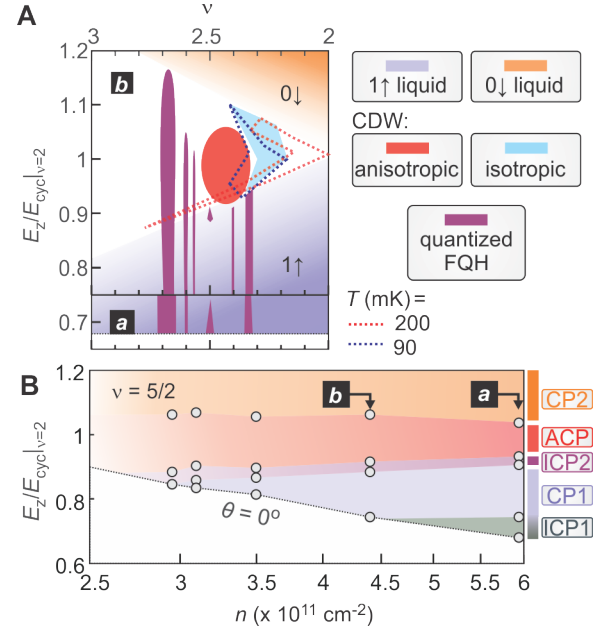 A
ν
3 2.5 2
1.2
1.1
1
0.9
0.8
0.7
E_z/E_cyc|ν=2
b
0↓
1↑
a
1↑ liquid
0↓ liquid
CDW:
anisotropic
isotropic
quantized
FQH
T (mK) =
200
90
B
1.2
1
0.8
0.6
E_z/E_cyc|ν=2
ν = 5/2
b
a
θ = 0º
CP2
ACP
ICP2
CP1
ICP1
2.5 3 3.5 4 4.5 5 5.5 6
n (x 10¹¹ cm⁻²)